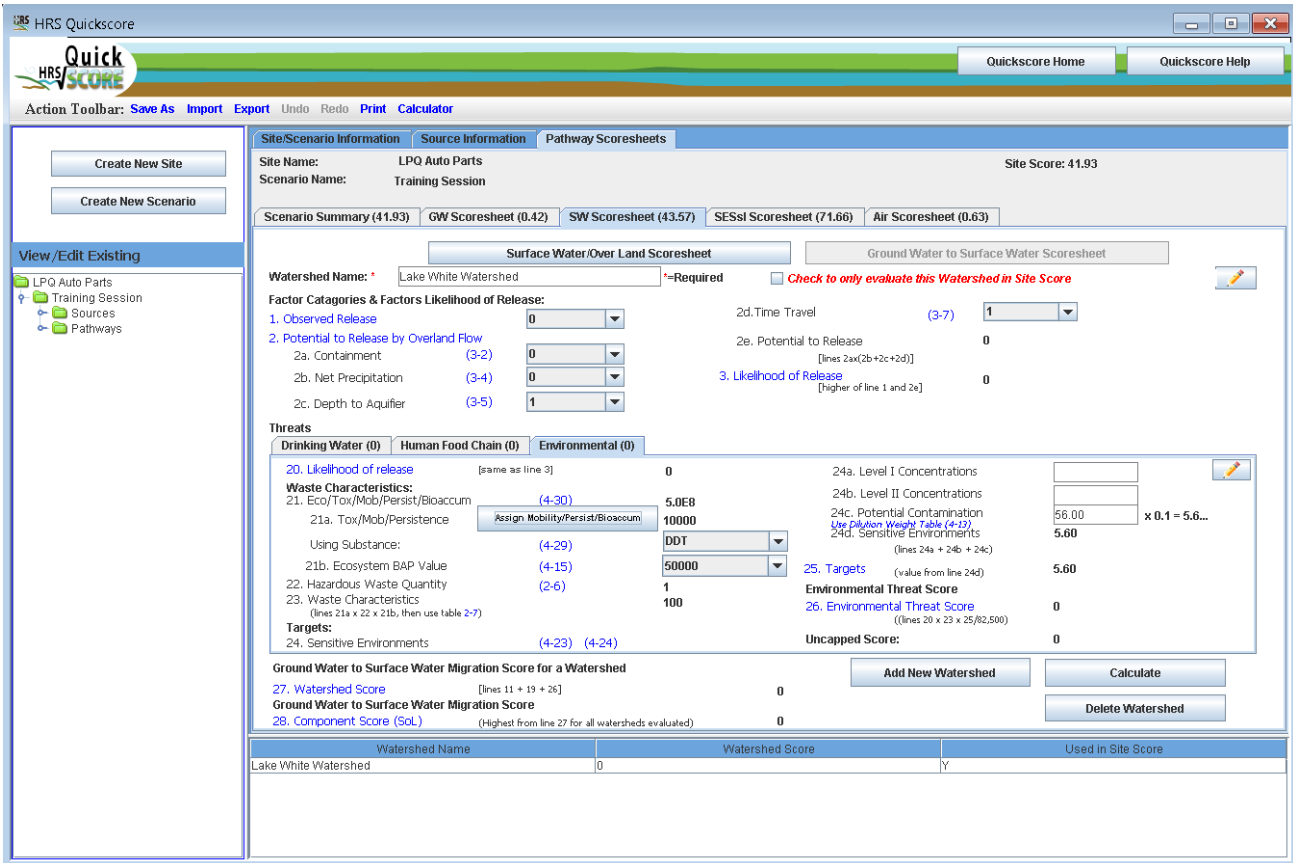 HRS Quickscore
Quick
HRS SCORE
Quickscore Home Quickscore Help
Action Toolbar: Save As Import Export Undo Redo Print Calculator
Create New Site
Create New Scenario
View/Edit Existing
LPQ Auto Parts
Training Session
Sources
Pathways
Site/Scenario Information Source Information Pathway Scoresheets
Site Name: LPQ Auto Parts Site Score: 41.93
Scenario Name: Training Session
Scenario Summary (41.93) GW Scoresheet (0.42) SW Scoresheet (43.57) SESsI Scoresheet (71.66) Air Scoresheet (0.63)
Surface Water/Over Land Scoresheet Ground Water to Surface Water Scoresheet
Watershed Name: * Lake White Watershed *=Required Check to only evaluate this Watershed in Site Score
Factor Catagories & Factors Likelihood of Release:
1. Observed Release 0 2d.Time Travel (3-7) 1
2. Potential to Release by Overland Flow 2e. Potential to Release 0
2a. Containment (3-2) 0 [lines 2ax(2b+2c+2d)]
2b. Net Precipitation (3-4) 0 3. Likelihood of Release 0
[higher of line 1 and 2e]
2c. Depth to Aquifier (3-5) 1
Threats
Drinking Water (0) Human Food Chain (0) Environmental (0)
20. Likelihood of release [same as line 3] 0 24a. Level I Concentrations
Waste Characteristics:
21. Eco/Tox/Mob/Persist/Bioaccum (4-30) 5.0E8 24b. Level II Concentrations
21a. Tox/Mob/Persistence Assign Mobility/Persist/Bioaccum 10000 24c. Potential Contamination 56.00 x 0.1 = 5.6...
Use Dilution Weight Table (4-13)
Using Substance: (4-29) DDT 24d. Sensitive Environments 5.60
(lines 24a + 24b + 24c)
21b. Ecosystem BAP Value (4-15) 50000 25. Targets (value from line 24d) 5.60
22. Hazardous Waste Quantity (2-6) 1 Environmental Threat Score
23. Waste Characteristics 100 26. Environmental Threat Score 0
(lines 21a x 22 x 21b, then use table 2-7) ((lines 20 x 23 x 25/82,500)
Targets:
24. Sensitive Environments (4-23) (4-24) Uncapped Score: 0
Ground Water to Surface Water Migration Score for a Watershed Add New Watershed Calculate
27. Watershed Score [lines 11 + 19 + 26] 0
Ground Water to Surface Water Migration Score Delete Watershed
28. Component Score (SoL) (Highest from line 27 for all watersheds evaluated) 0
Watershed Name Watershed Score Used in Site Score
Lake White Watershed 0 Y